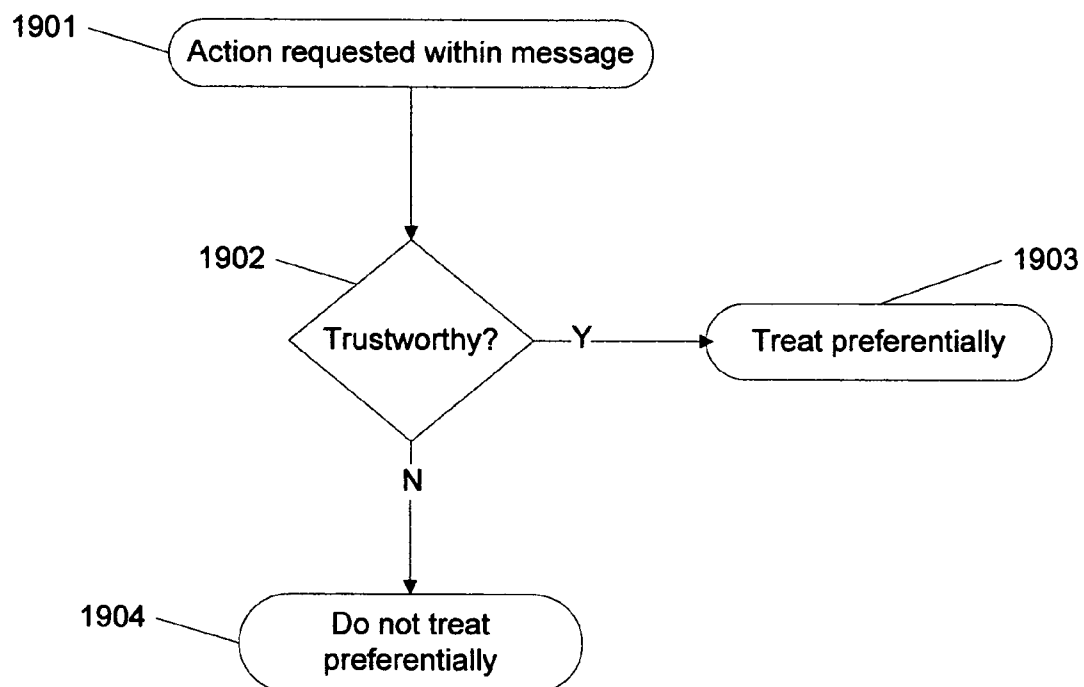 1901
Action requested within message
1902
1903
Trustworthy?
Y
Treat preferentially
N
1904
Do not treat
preferentially